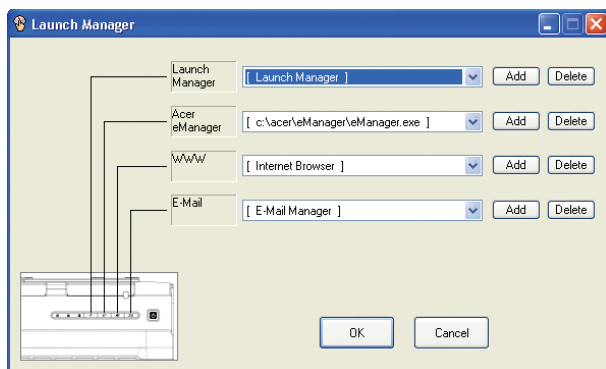 Launch Manager
Launch Manager
[ Launch Manager ]
Add
Delete
Acer eManager
[ c:\acer\eManager\eManager.exe ]
Add
Delete
WWW
[ Internet Browser ]
Add
Delete
E-Mail
[ E-Mail Manager ]
Add
Delete
OK
Cancel